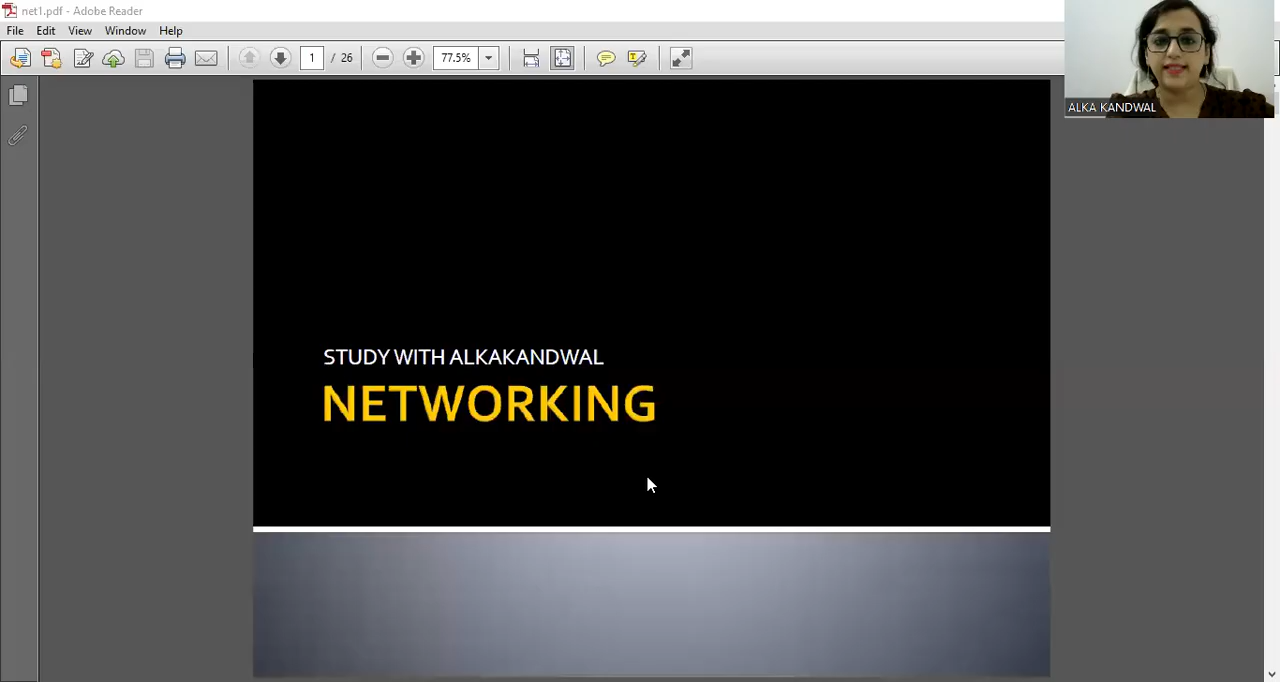 net1.pdf - Adobe Reader
File Edit View Window Help
1 / 26 77.5%
ALKA KANDWAL
STUDY WITH ALKAKANDWAL
NETWORKING